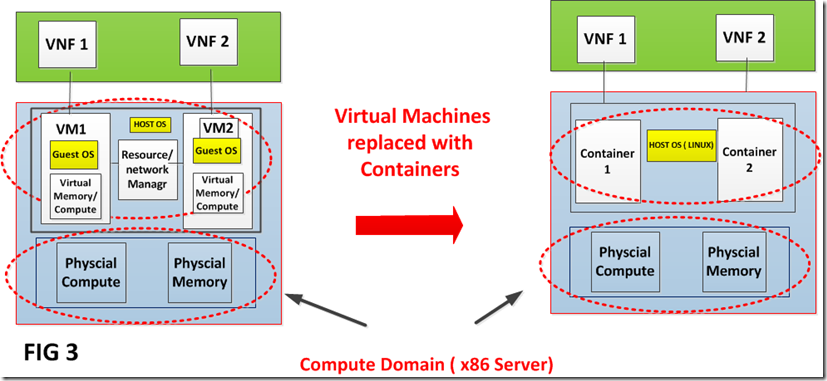 VNF 1
VNF 2
VM1
HOST OS
VM2
Guest OS
Resource/
network
Managr
Guest OS
Virtual
Memory/
Compute
Virtual
Memory/
Compute
Physcial
Compute
Physcial
Memory
Virtual Machines
replaced with
Containers
VNF 1
VNF 2
Container
1
HOST OS ( LINUX)
Container
2
Physcial
Compute
Physcial
Memory
FIG 3
Compute Domain ( x86 Server)